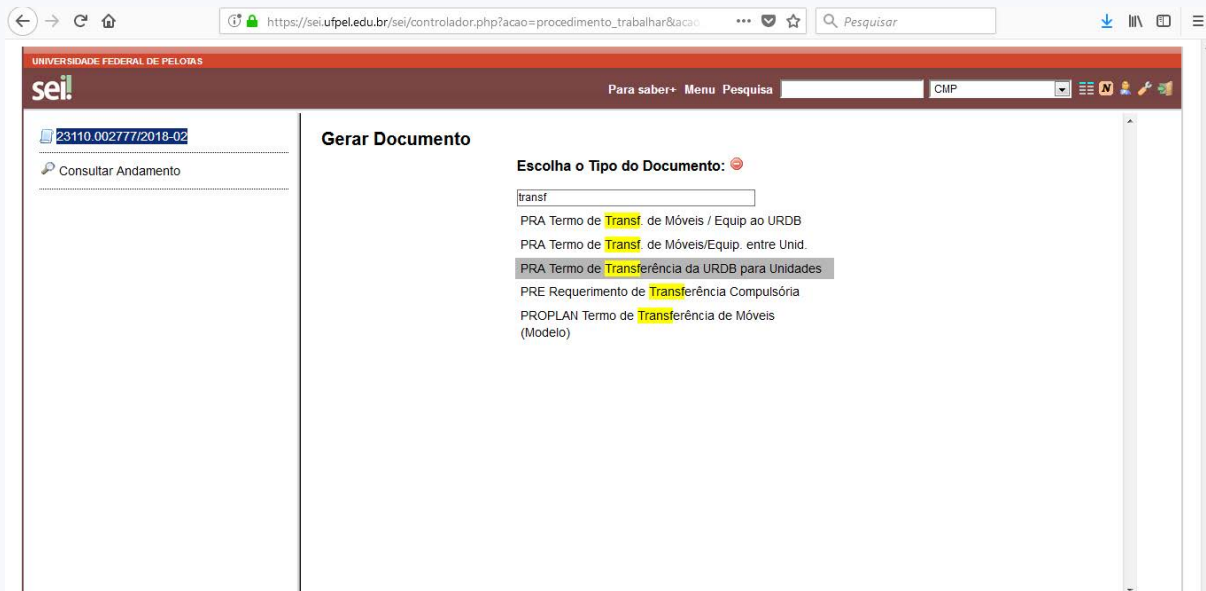 https://sei.ufpel.edu.br/sei/controlador.php?acao=procedimento_trabalhar&acao
Pesquisar
UNIVERSIDADE FEDERAL DE PELOTAS
sei!
Para saber+ Menu Pesquisa
CMP
N
23110.002777/2018-02
Consultar Andamento
Gerar Documento
Escolha o Tipo do Documento:
transf
PRA Termo de Transf. de Móveis / Equip ao URDB
PRA Termo de Transf. de Móveis/Equip. entre Unid.
PRA Termo de Transferência da URDB para Unidades
PRE Requerimento de Transferência Compulsória
PROPLAN Termo de Transferência de Móveis
(Modelo)